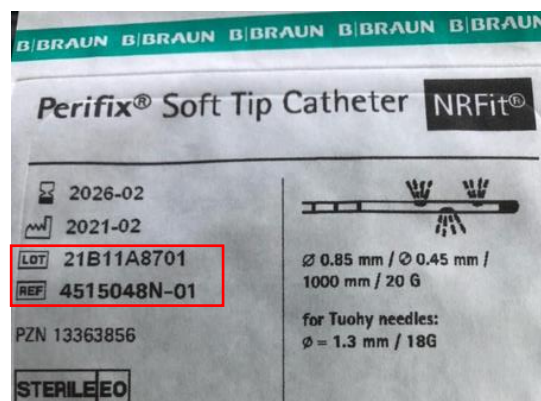 B|BRAUN B|BRAUN B|BRAUN B|BRAUN B|BRAUN
Perifix® Soft Tip Catheter NRFit®
2026-02
2021-02
LOT 21B11A8701
REF 4515048N-01
PZN 13363856
STERILE EO
Ø 0.85 mm / Ø 0.45 mm /
1000 mm / 20 G
for Tuohy needles:
Ø = 1.3 mm / 18G